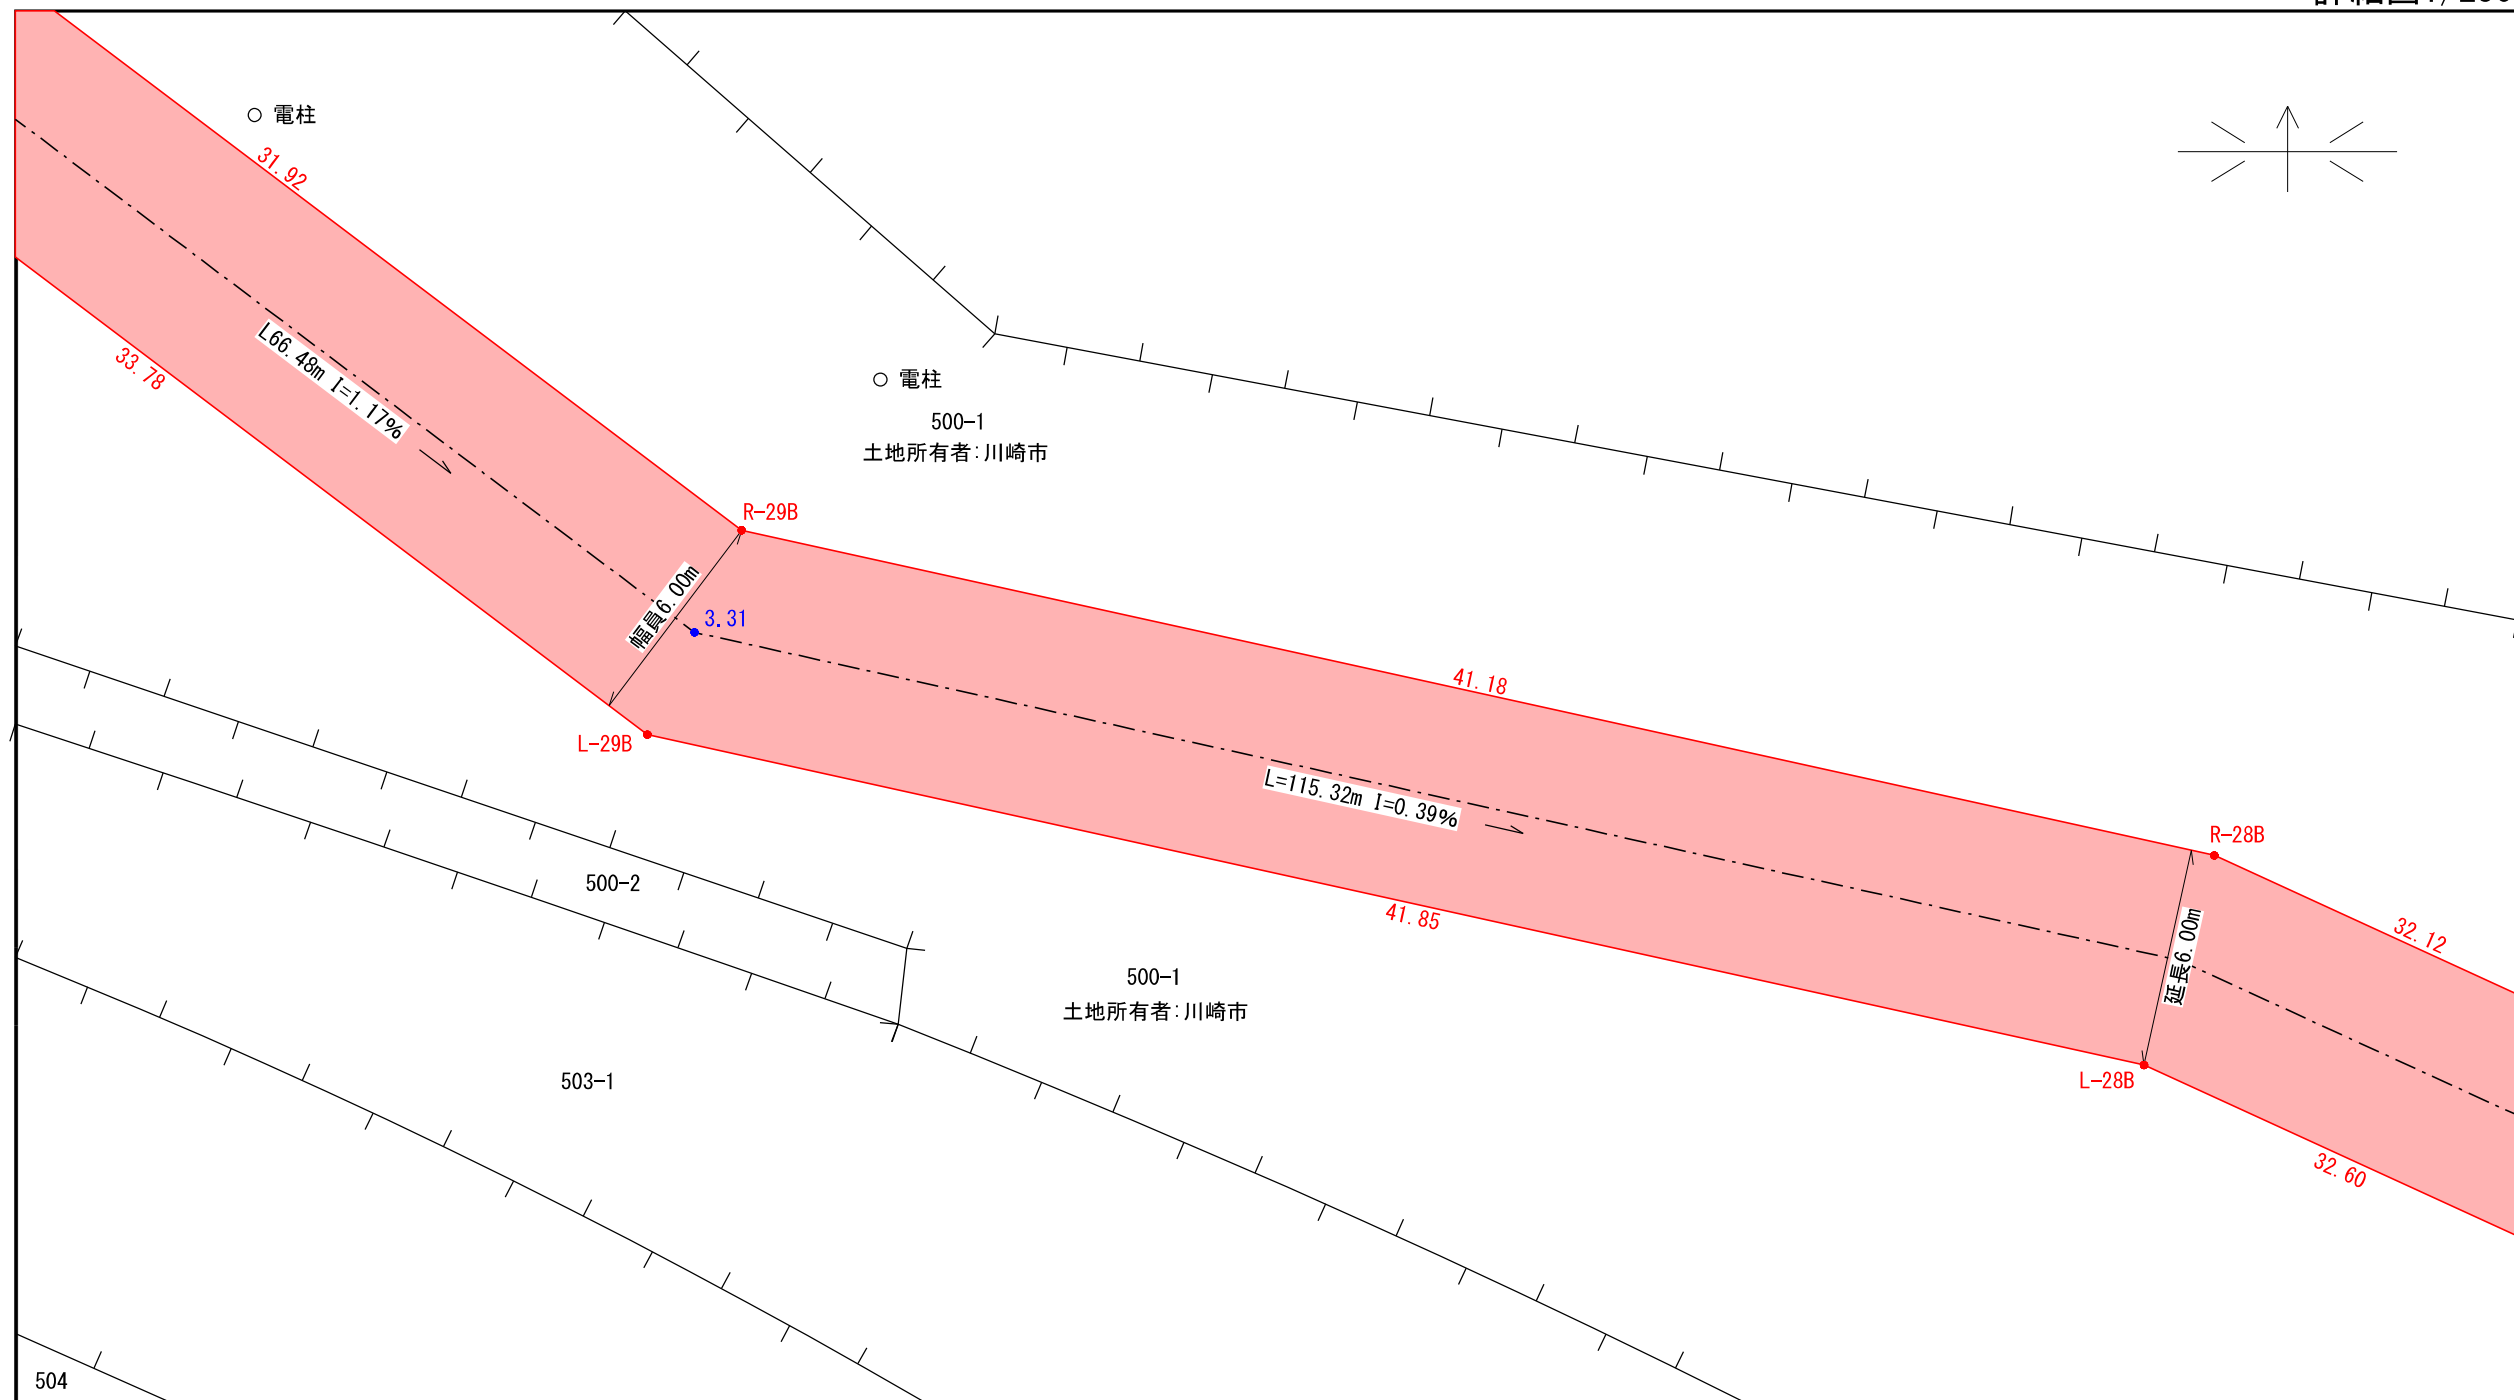 電柱
31.92
L66.48m I=1.17%
33.78
電柱
500-1
土地所有者:川崎市
R-29B
幅員6.00m
3.31
L-29B
41.18
L=115.32m I=0.39%
R-28B
41.85
32.12
延長6.00m
500-2
500-1
土地所有者:川崎市
L-28B
503-1
32.60
504